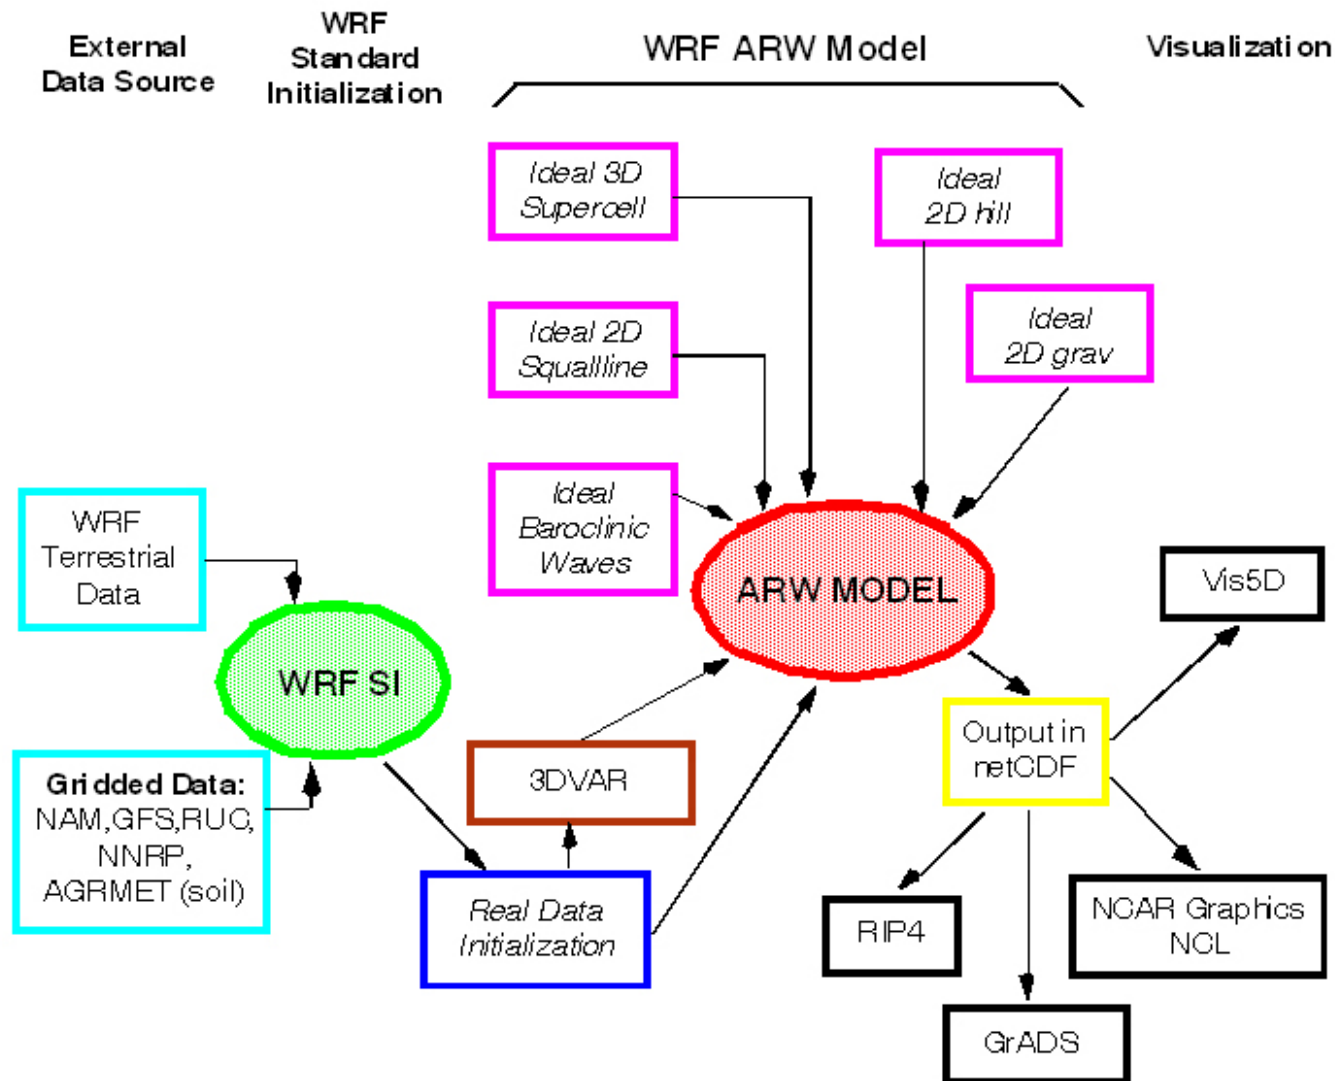 External
Data Source
WRF
Standard
Initialization
WRF ARW Model
Visualization
Ideal 3D
Supercell
Ideal
2D hill
Ideal 2D
Squallline
Ideal
2D grav
Ideal
Baroclinic
Waves
WRF
Terrestrial
Data
ARW MODEL
Vis5D
WRF SI
Gridded Data:
NAM,GFS,RUC,
NNRP,
AGRMET (soil)
3DVAR
Output in
netCDF
Real Data
Initialization
RIP4
NCAR Graphics
NCL
GrADS